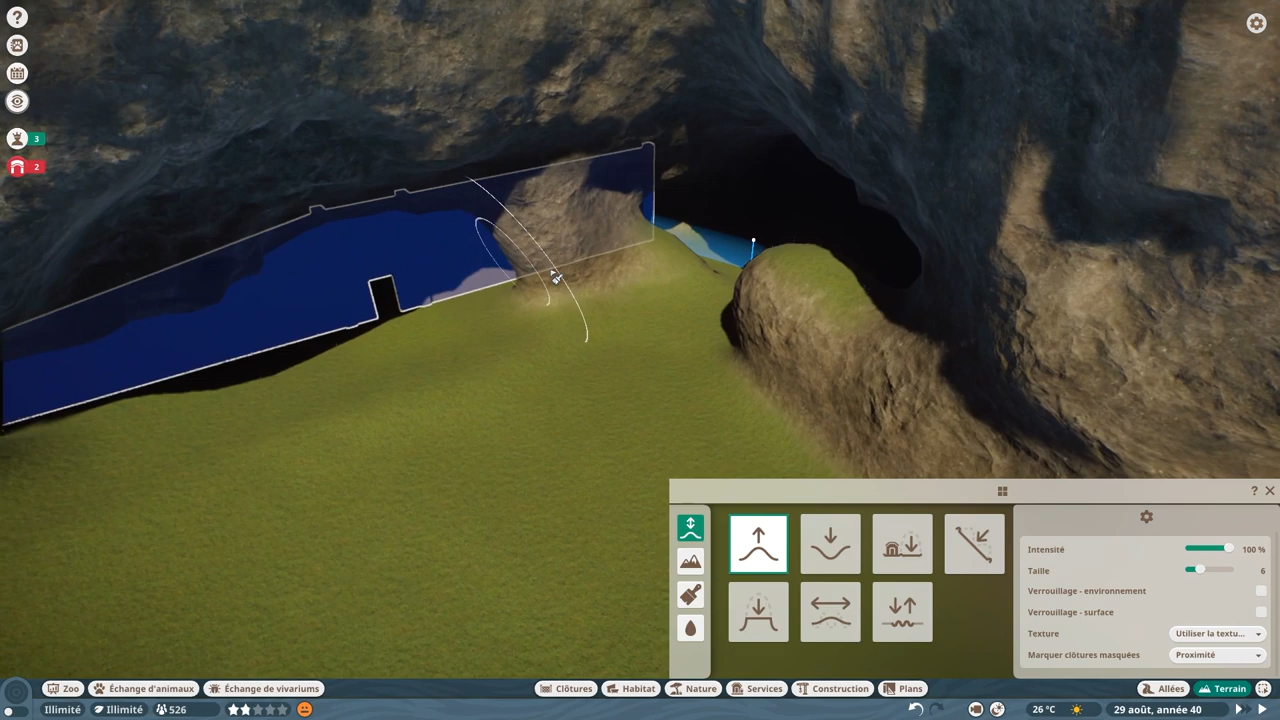 ?
3
2
?
Intensité 100 %
Taille 6
Verrouillage - environnement
Verrouillage - surface
Texture Utiliser la textu...
Marquer clôtures masquées Proximité
Zoo Échange d'animaux Échange de vivariums Clôtures Habitat Nature Services Construction Plans Allées Terrain
Illimité Illimité 526 26 °C 29 août, année 40